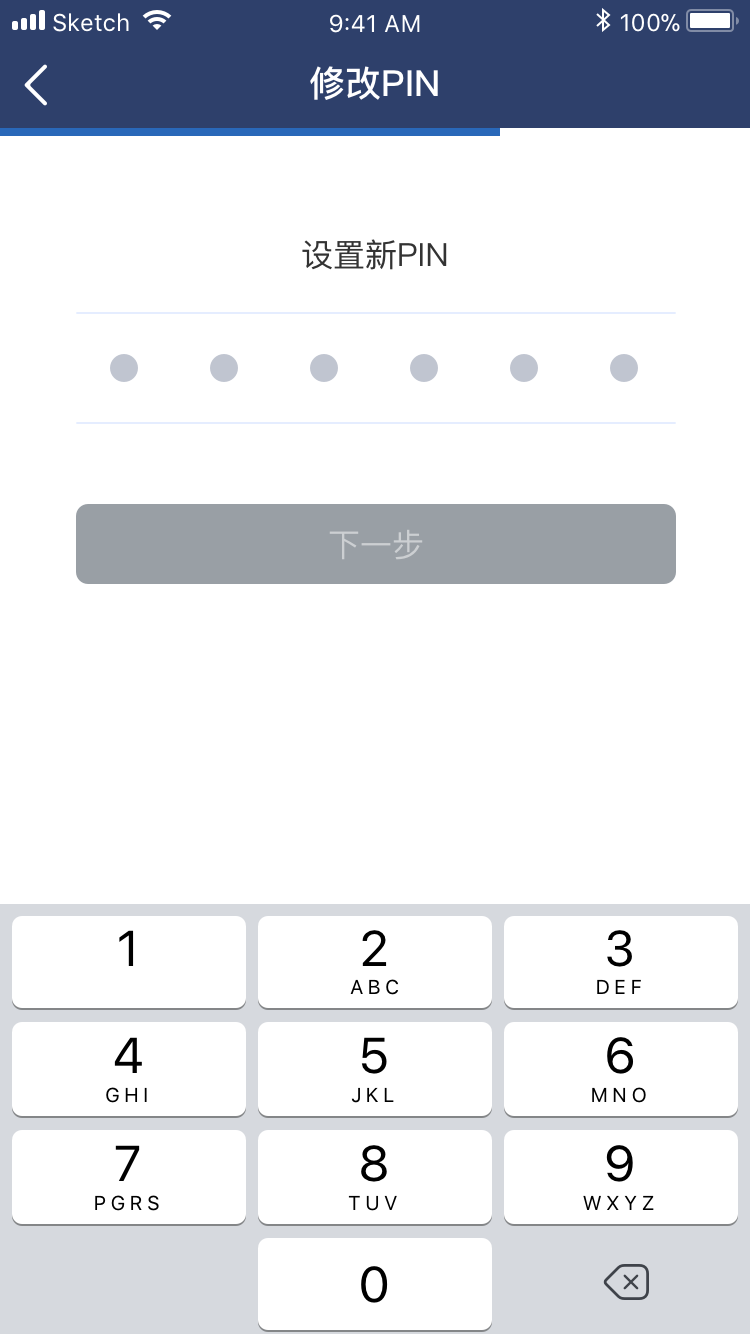 Sketch 9:41 AM 100%
修改PIN
设置新PIN
下一步
1 2 3
ABC DEF
4 5 6
GHI JKL MNO
7 8 9
PGRS TUV WXYZ
0